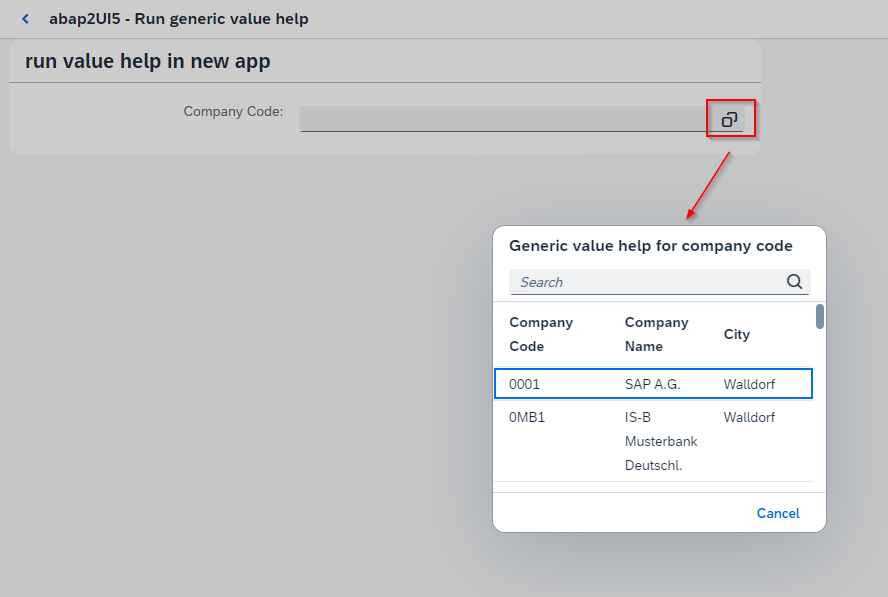 abap2UI5 - Run generic value help
run value help in new app
Company Code:
Generic value help for company code
Search
Company Code
Company Name
City
0001
SAP A.G.
Walldorf
0MB1
IS-B
Musterbank
Deutschl.
Walldorf
Cancel